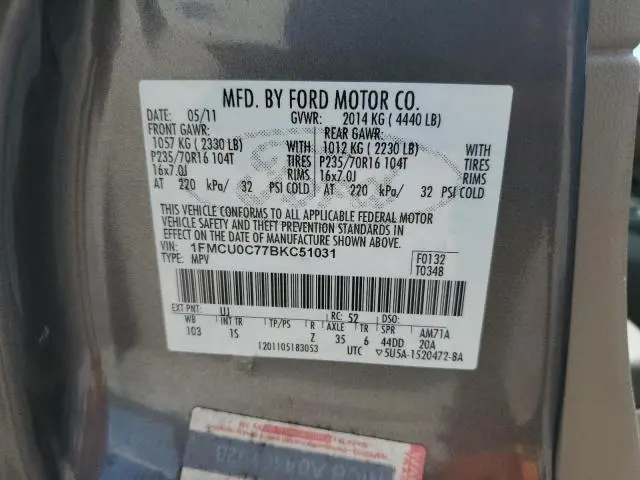 MFD. BY FORD MOTOR CO.
DATE: 05/11 GVWR: 2014 KG ( 4440 LB)
FRONT GAWR: REAR GAWR:
1057 KG ( 2330 LB) WITH 1012 KG ( 2230 LB) WITH
P235/70R16 104T TIRES P235/70R16 104T TIRES
16x7.0J RIMS 16x7.0J RIMS
AT 220 kPa/ 32 PSI COLD AT 220 kPa/ 32 PSI COLD
Ford
THIS VEHICLE CONFORMS TO ALL APPLICABLE FEDERAL MOTOR
VEHICLE SAFETY AND THEFT PREVENTION STANDARDS IN
EFFECT ON THE DATE OF MANUFACTURE SHOWN ABOVE.
VIN: 1FMCU0C77BKC51031 F0132
TYPE: MPV T0348
EXT PNT: UJ RC: 52 DSO:
WB INT TR TP/PS R AXLE TR SPR AM71A
103 1S Z 35 6 44DD 20A
1201105183053 UTC ▽5U5A-1520472-BA